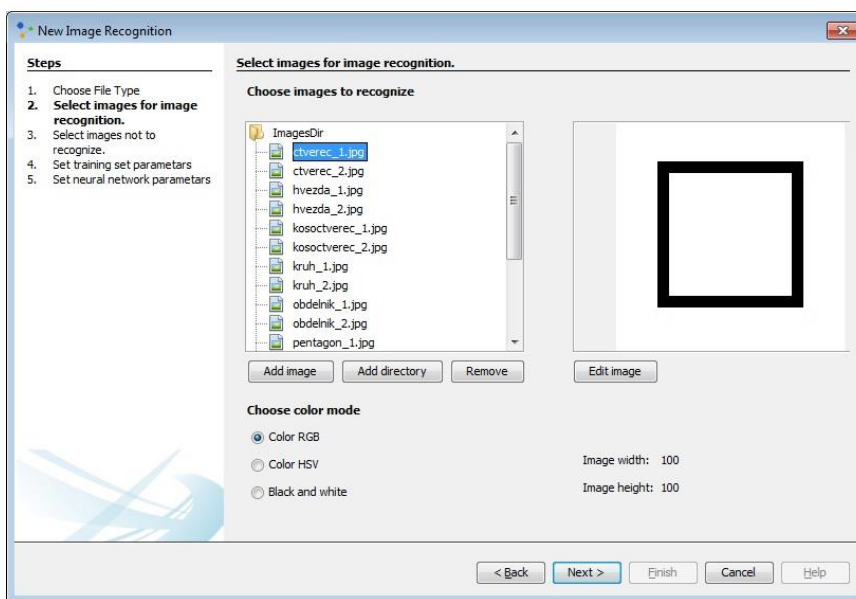 New Image Recognition
Steps
1. Choose File Type
2. Select images for image
recognition.
3. Select images not to
recognize.
4. Set training set parametars
5. Set neural network parametars
Select images for image recognition.
Choose images to recognize
ImagesDir
ctverec_1.jpg
ctverec_2.jpg
hvezda_1.jpg
hvezda_2.jpg
kosoctverec_1.jpg
kosoctverec_2.jpg
kruh_1.jpg
kruh_2.jpg
obdelnik_1.jpg
obdelnik_2.jpg
pentagon_1.jpg
Add image Add directory Remove Edit image
Choose color mode
Color RGB
Color HSV
Black and white
Image width: 100
Image height: 100
< Back Next > Finish Cancel Help